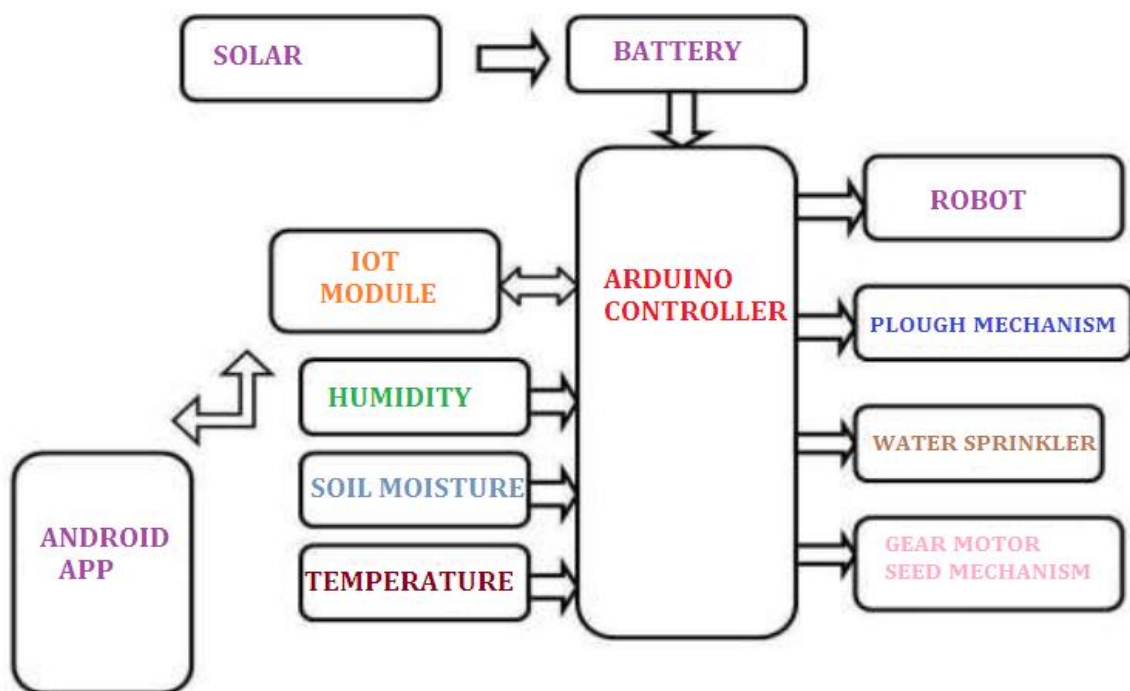 SOLAR
BATTERY
ROBOT
IOT
MODULE
ARDUINO
CONTROLLER
PLOUGH MECHANISM
HUMIDITY
WATER SPRINKLER
SOIL MOISTURE
ANDROID
APP
TEMPERATURE
GEAR MOTOR
SEED MECHANISM